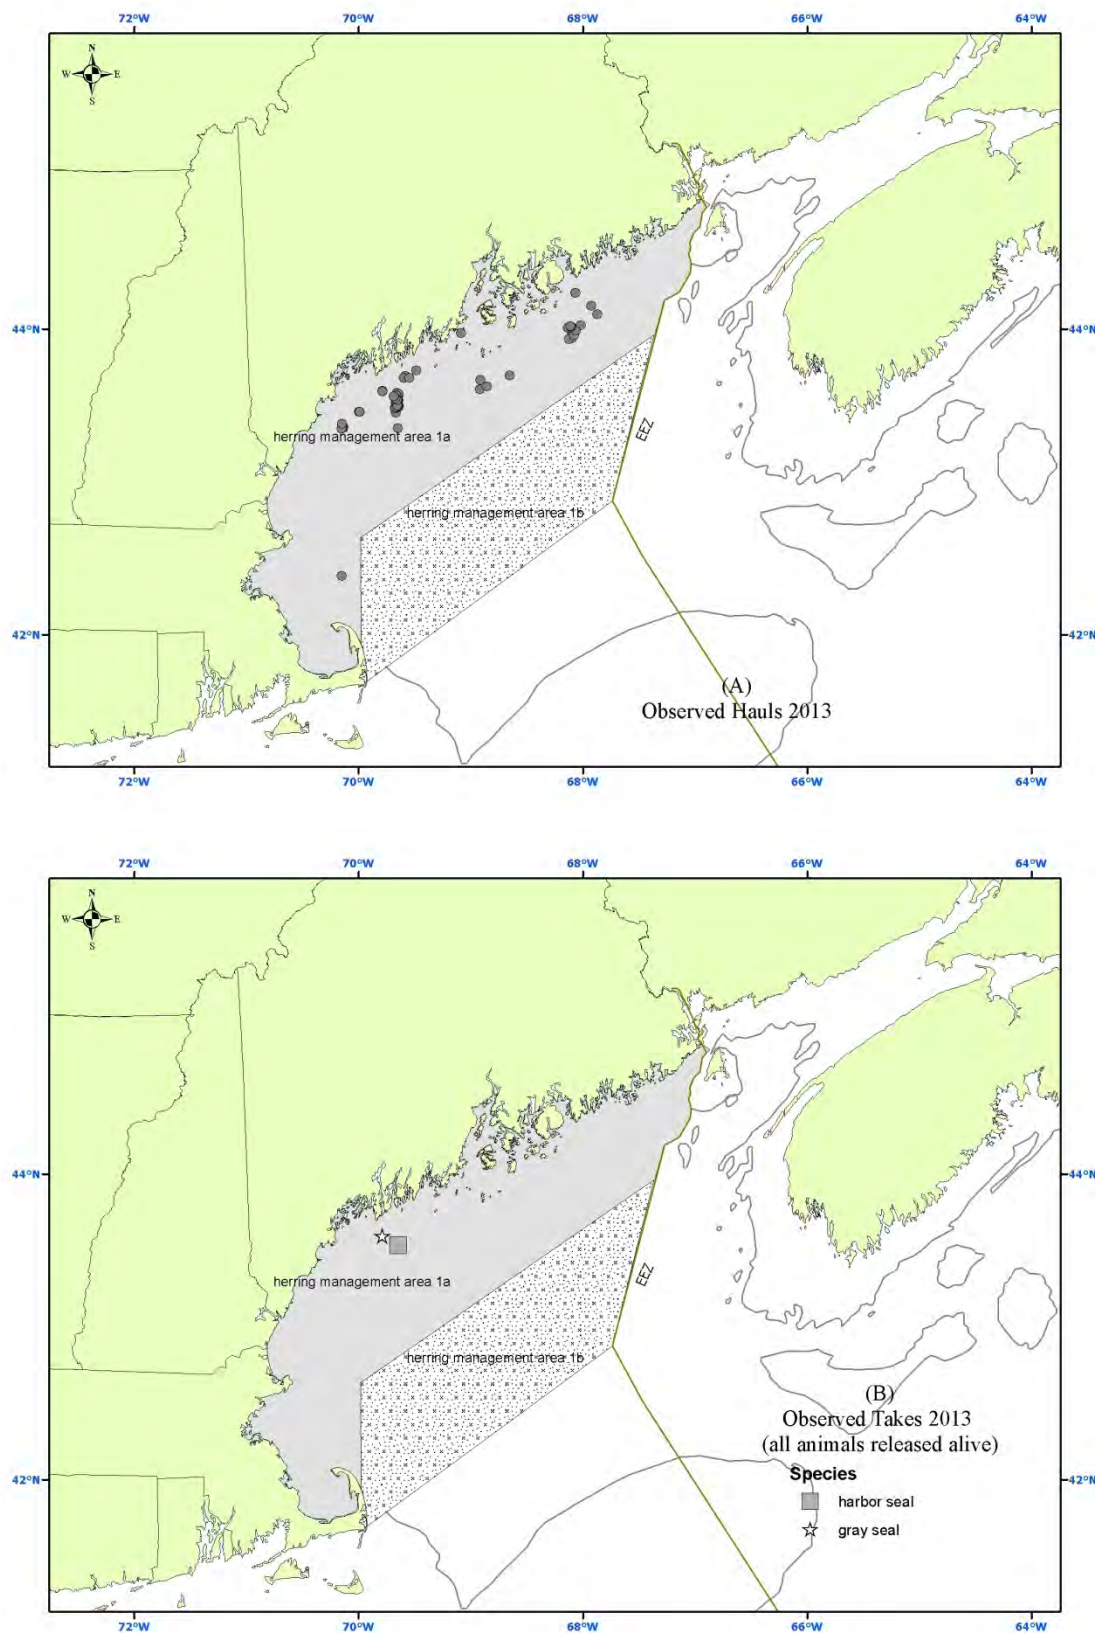 72°W 70°W 68°W 66°W 64°W
N
W E
S
44°N 44°N
herring management area 1a
EEZ
herring management area 1b
42°N 42°N
(A)
Observed Hauls 2013
72°W 70°W 68°W 66°W 64°W
72°W 70°W 68°W 66°W 64°W
N
W E
S
44°N 44°N
herring management area 1a
EEZ
herring management area 1b
(B)
Observed Takes 2013
(all animals released alive)
Species
42°N 42°N
harbor seal
gray seal
72°W 70°W 68°W 66°W 64°W